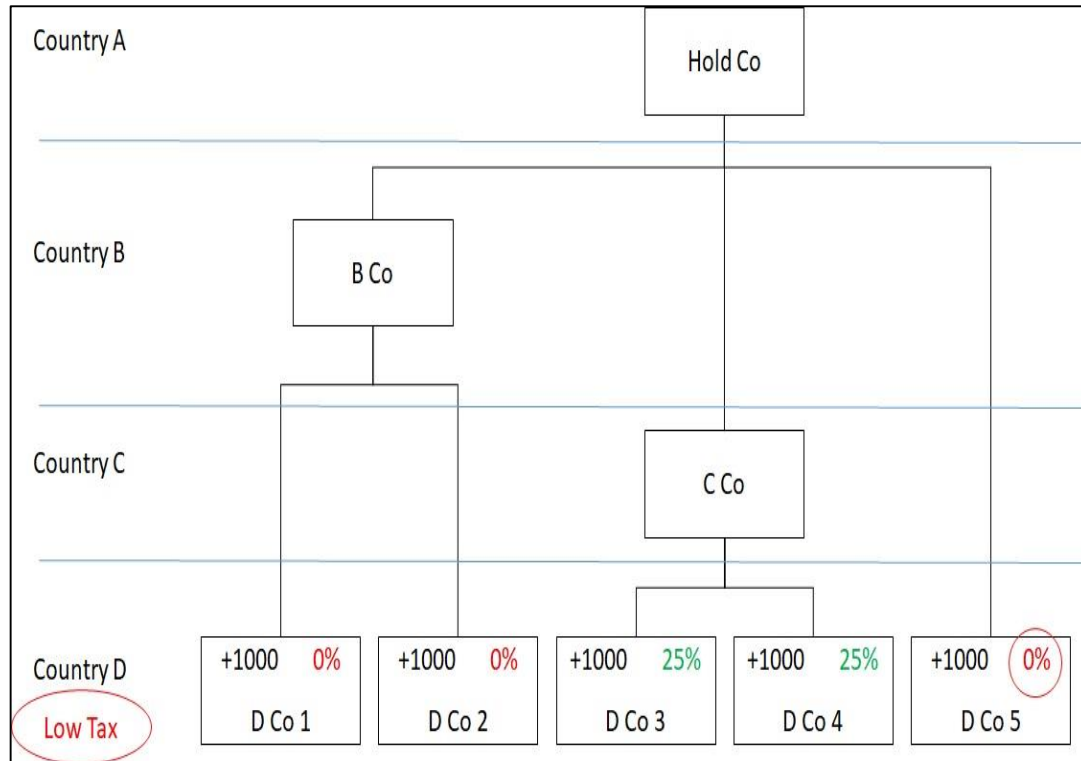 Country A
Hold Co
Country B
B Co
Country C
C Co
Country D
Low Tax
+1000 0%
D Co 1
+1000 0%
D Co 2
+1000 25%
D Co 3
+1000 25%
D Co 4
+1000 0%
D Co 5